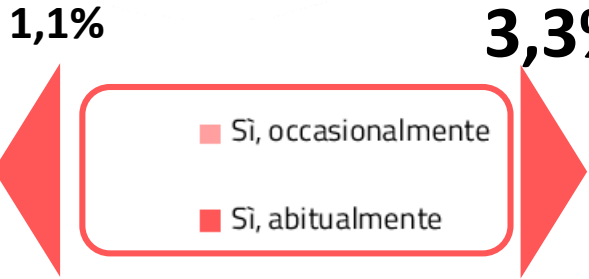 1,1%
3,3%
Sì, occasionalmente
Sì, abitualmente